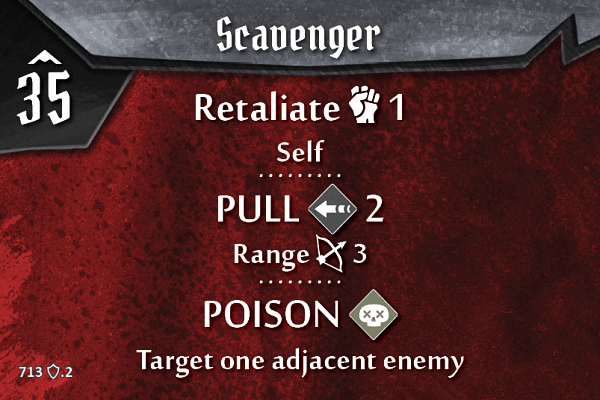 Scavenger
35
Retaliate 1
Self
PULL 2
Range 3
POISON
Target one adjacent enemy
713 .2